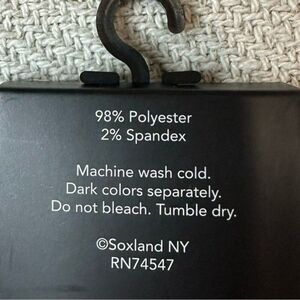 98% Polyester
2% Spandex
Machine wash cold.
Dark colors separately.
Do not bleach. Tumble dry.
©Soxland NY
RN74547